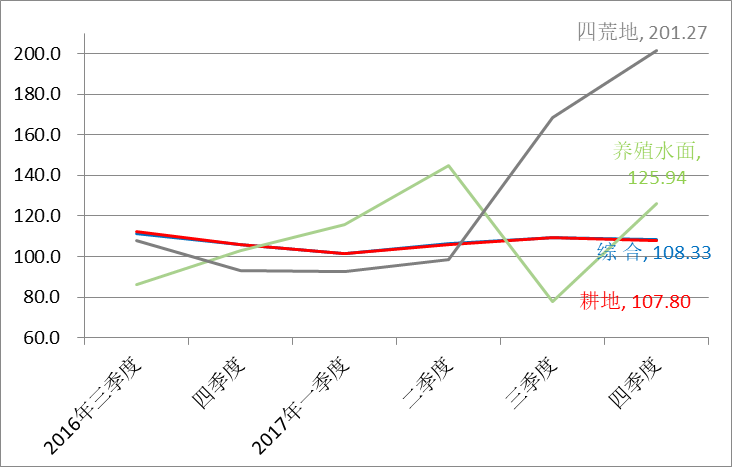 四荒地, 201.27
200.0
180.0
160.0
140.0
120.0
100.0
80.0
60.0
养殖水面,
125.94
综 合, 108.33
耕地, 107.80
2016年三季度
四季度
2017年一季度
二季度
三季度
四季度